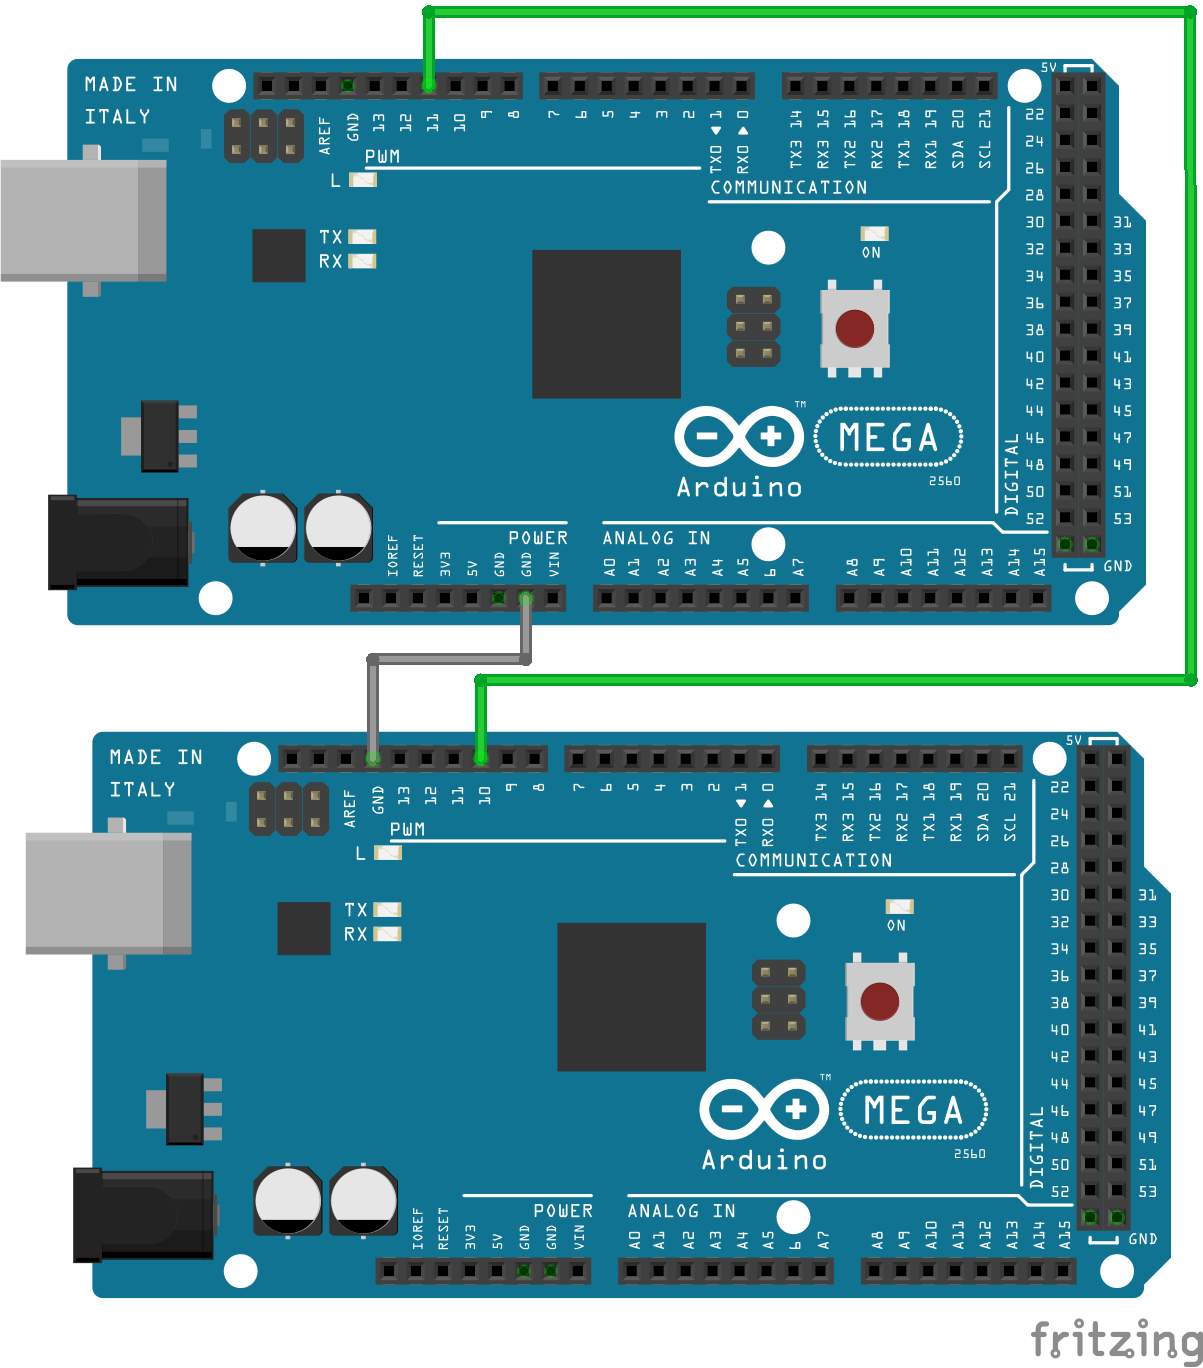 MADE IN
ITALY
AREF
GND
13
12
11
10
9
8
7
6
5
4
3
2
TX0 ▶ 1
RX0 ◀ 0
TX3 14
RX3 15
TX2 16
RX2 17
TX1 18
RX1 19
SDA 20
SCL 21
PWM
COMMUNICATION
L
TX
RX
ON
5V
22
24
26
28
30 31
32 33
34 35
36 37
38 39
40 41
42 43
44 45
46 47
48 49
50 51
52 53
GND
DIGITAL
TM
MEGA
Arduino
2560
POWER
ANALOG IN
IOREF
RESET
3V3
5V
GND
GND
VIN
A0
A1
A2
A3
A4
A5
6
A7
A8
A9
A10
A11
A12
A13
A14
A15
MADE IN
ITALY
AREF
GND
13
12
11
10
9
8
7
6
5
4
3
2
TX0 ▶ 1
RX0 ◀ 0
TX3 14
RX3 15
TX2 16
RX2 17
TX1 18
RX1 19
SDA 20
SCL 21
PWM
COMMUNICATION
L
TX
RX
ON
5V
22
24
26
28
30 31
32 33
34 35
36 37
38 39
40 41
42 43
44 45
46 47
48 49
50 51
52 53
GND
DIGITAL
TM
MEGA
Arduino
2560
POWER
ANALOG IN
IOREF
RESET
3V3
5V
GND
GND
VIN
A0
A1
A2
A3
A4
A5
6
A7
A8
A9
A10
A11
A12
A13
A14
A15
fritzing